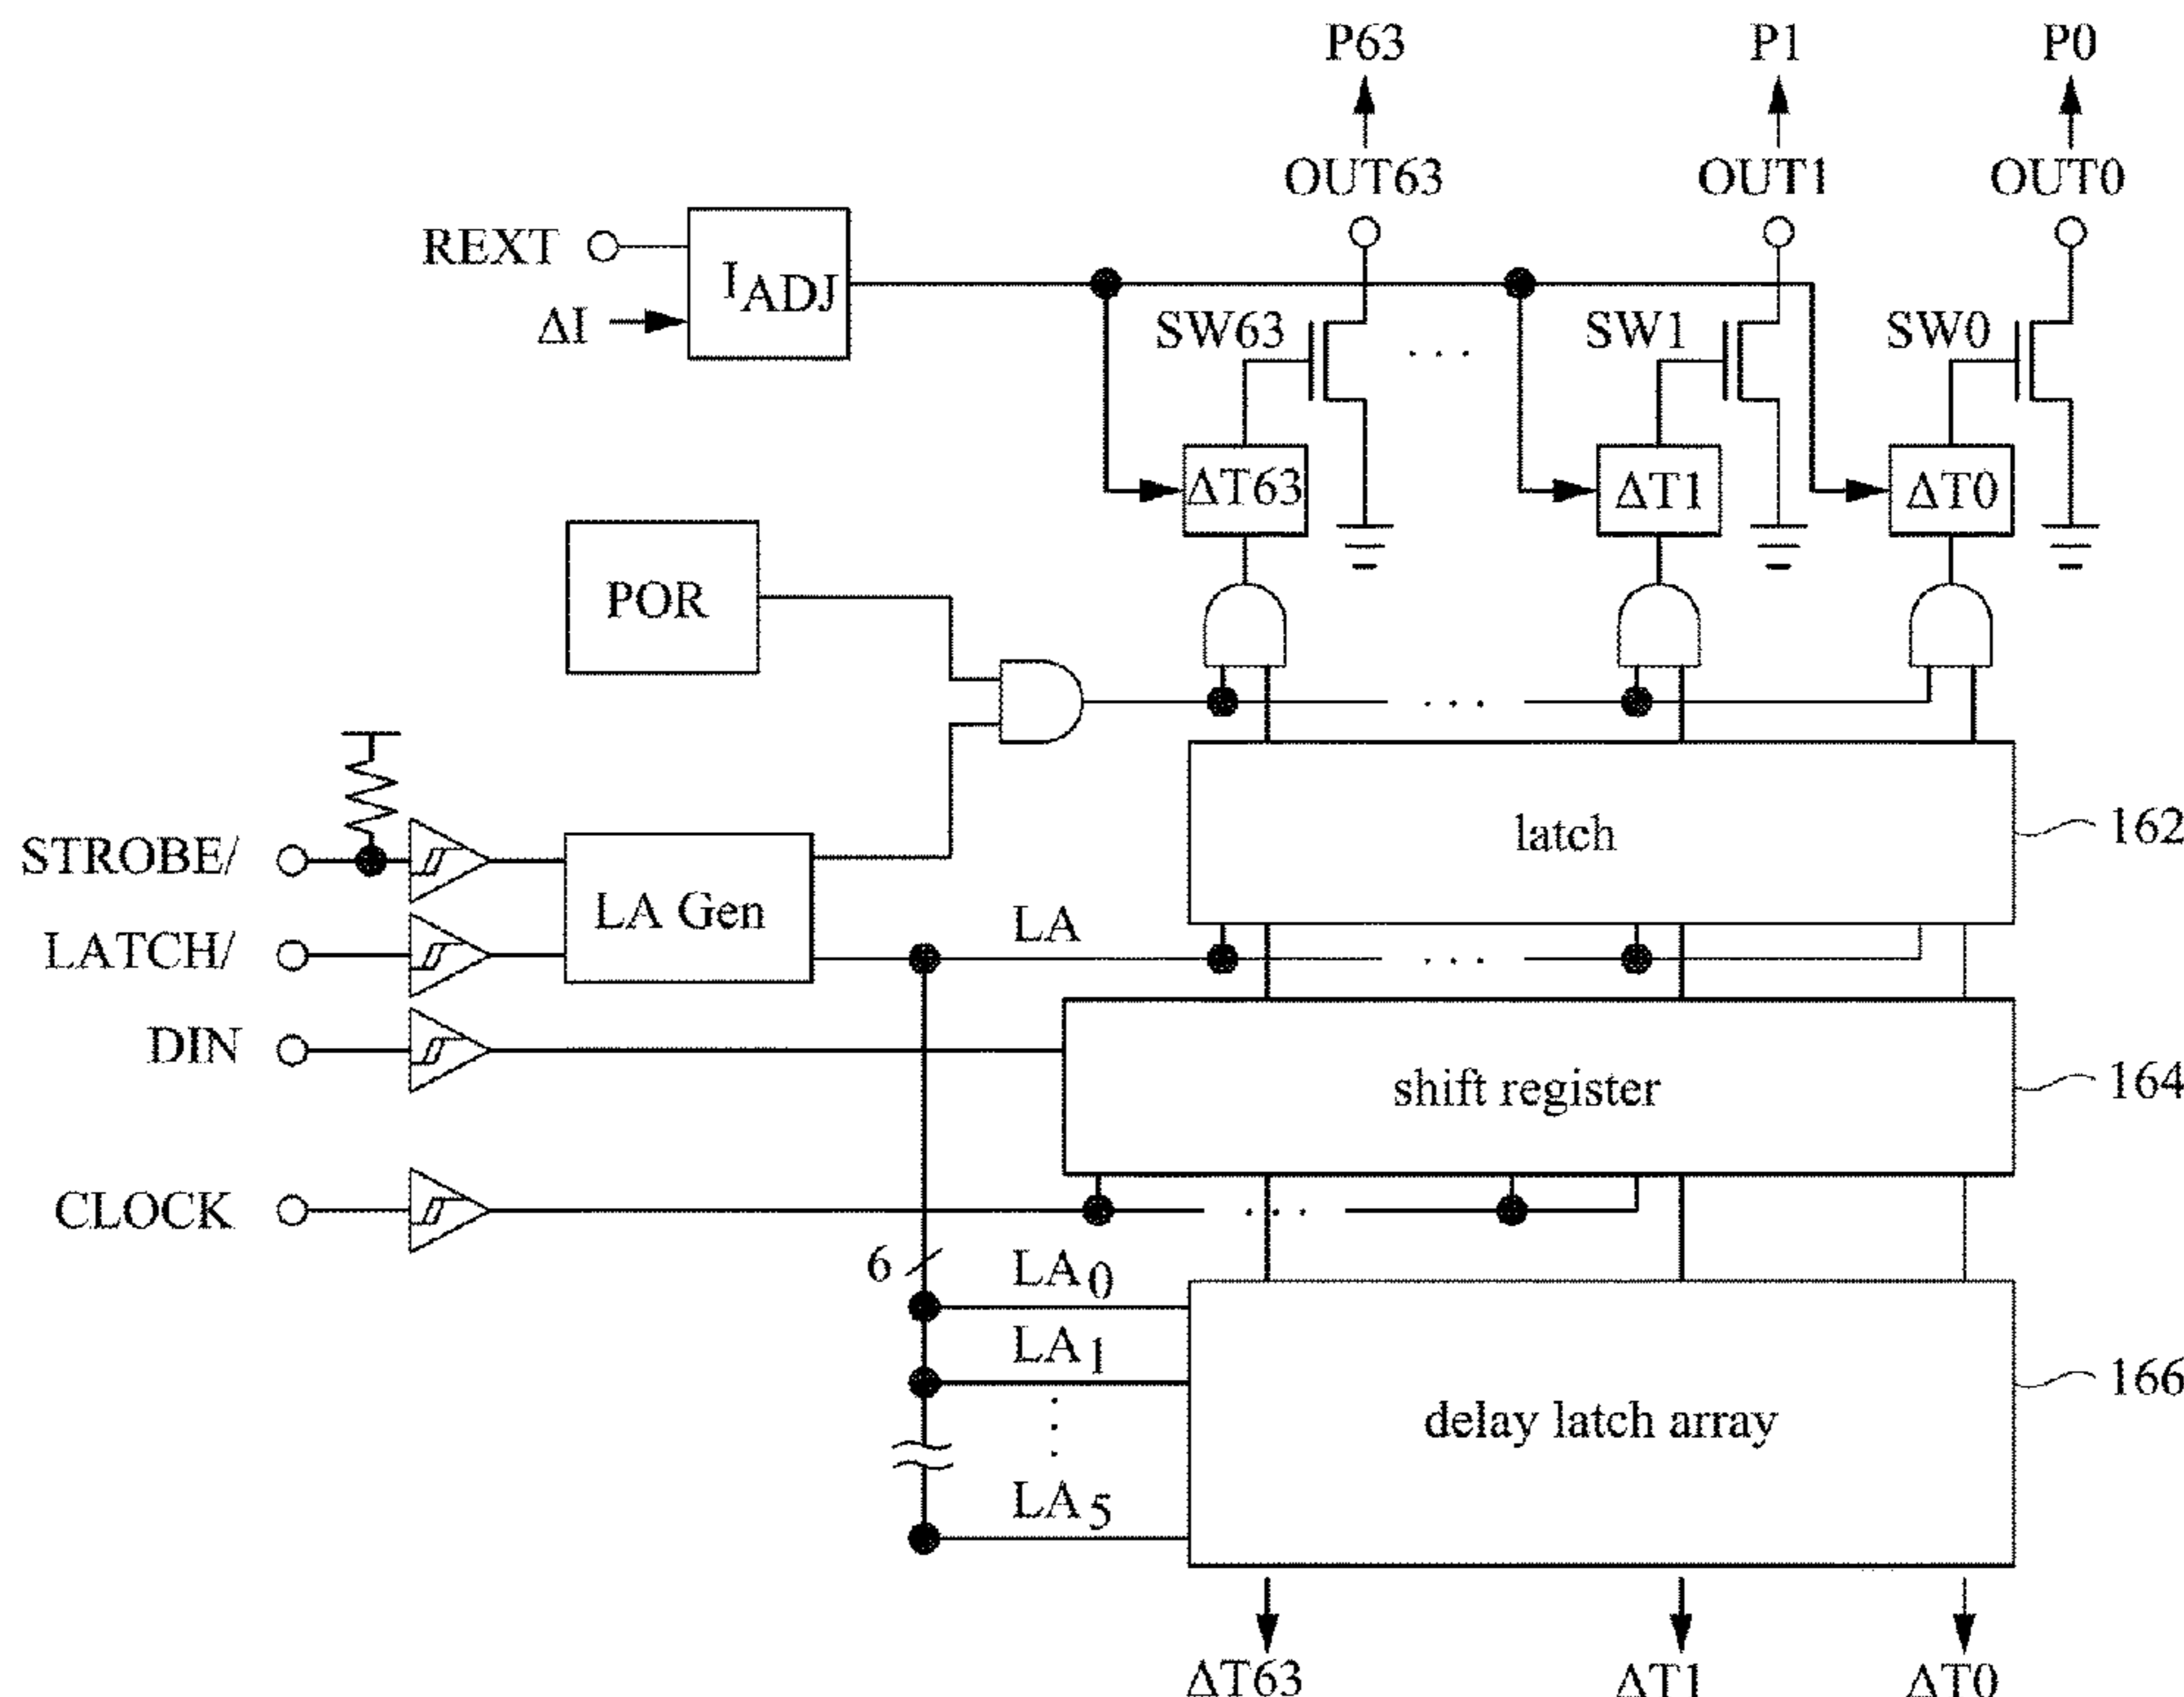 P63 P1 P0
OUT63 OUT1 OUT0
REXT
ΔI
I ADJ
SW63 ... SW1 SW0
ΔT63 ΔT1 ΔT0
POR
...
STROBE/
LATCH/
LA Gen
latch
162
LA
...
DIN
shift register
164
CLOCK
...
6
LA0
LA1
LA5
delay latch array
166
ΔT63 ΔT1 ΔT0